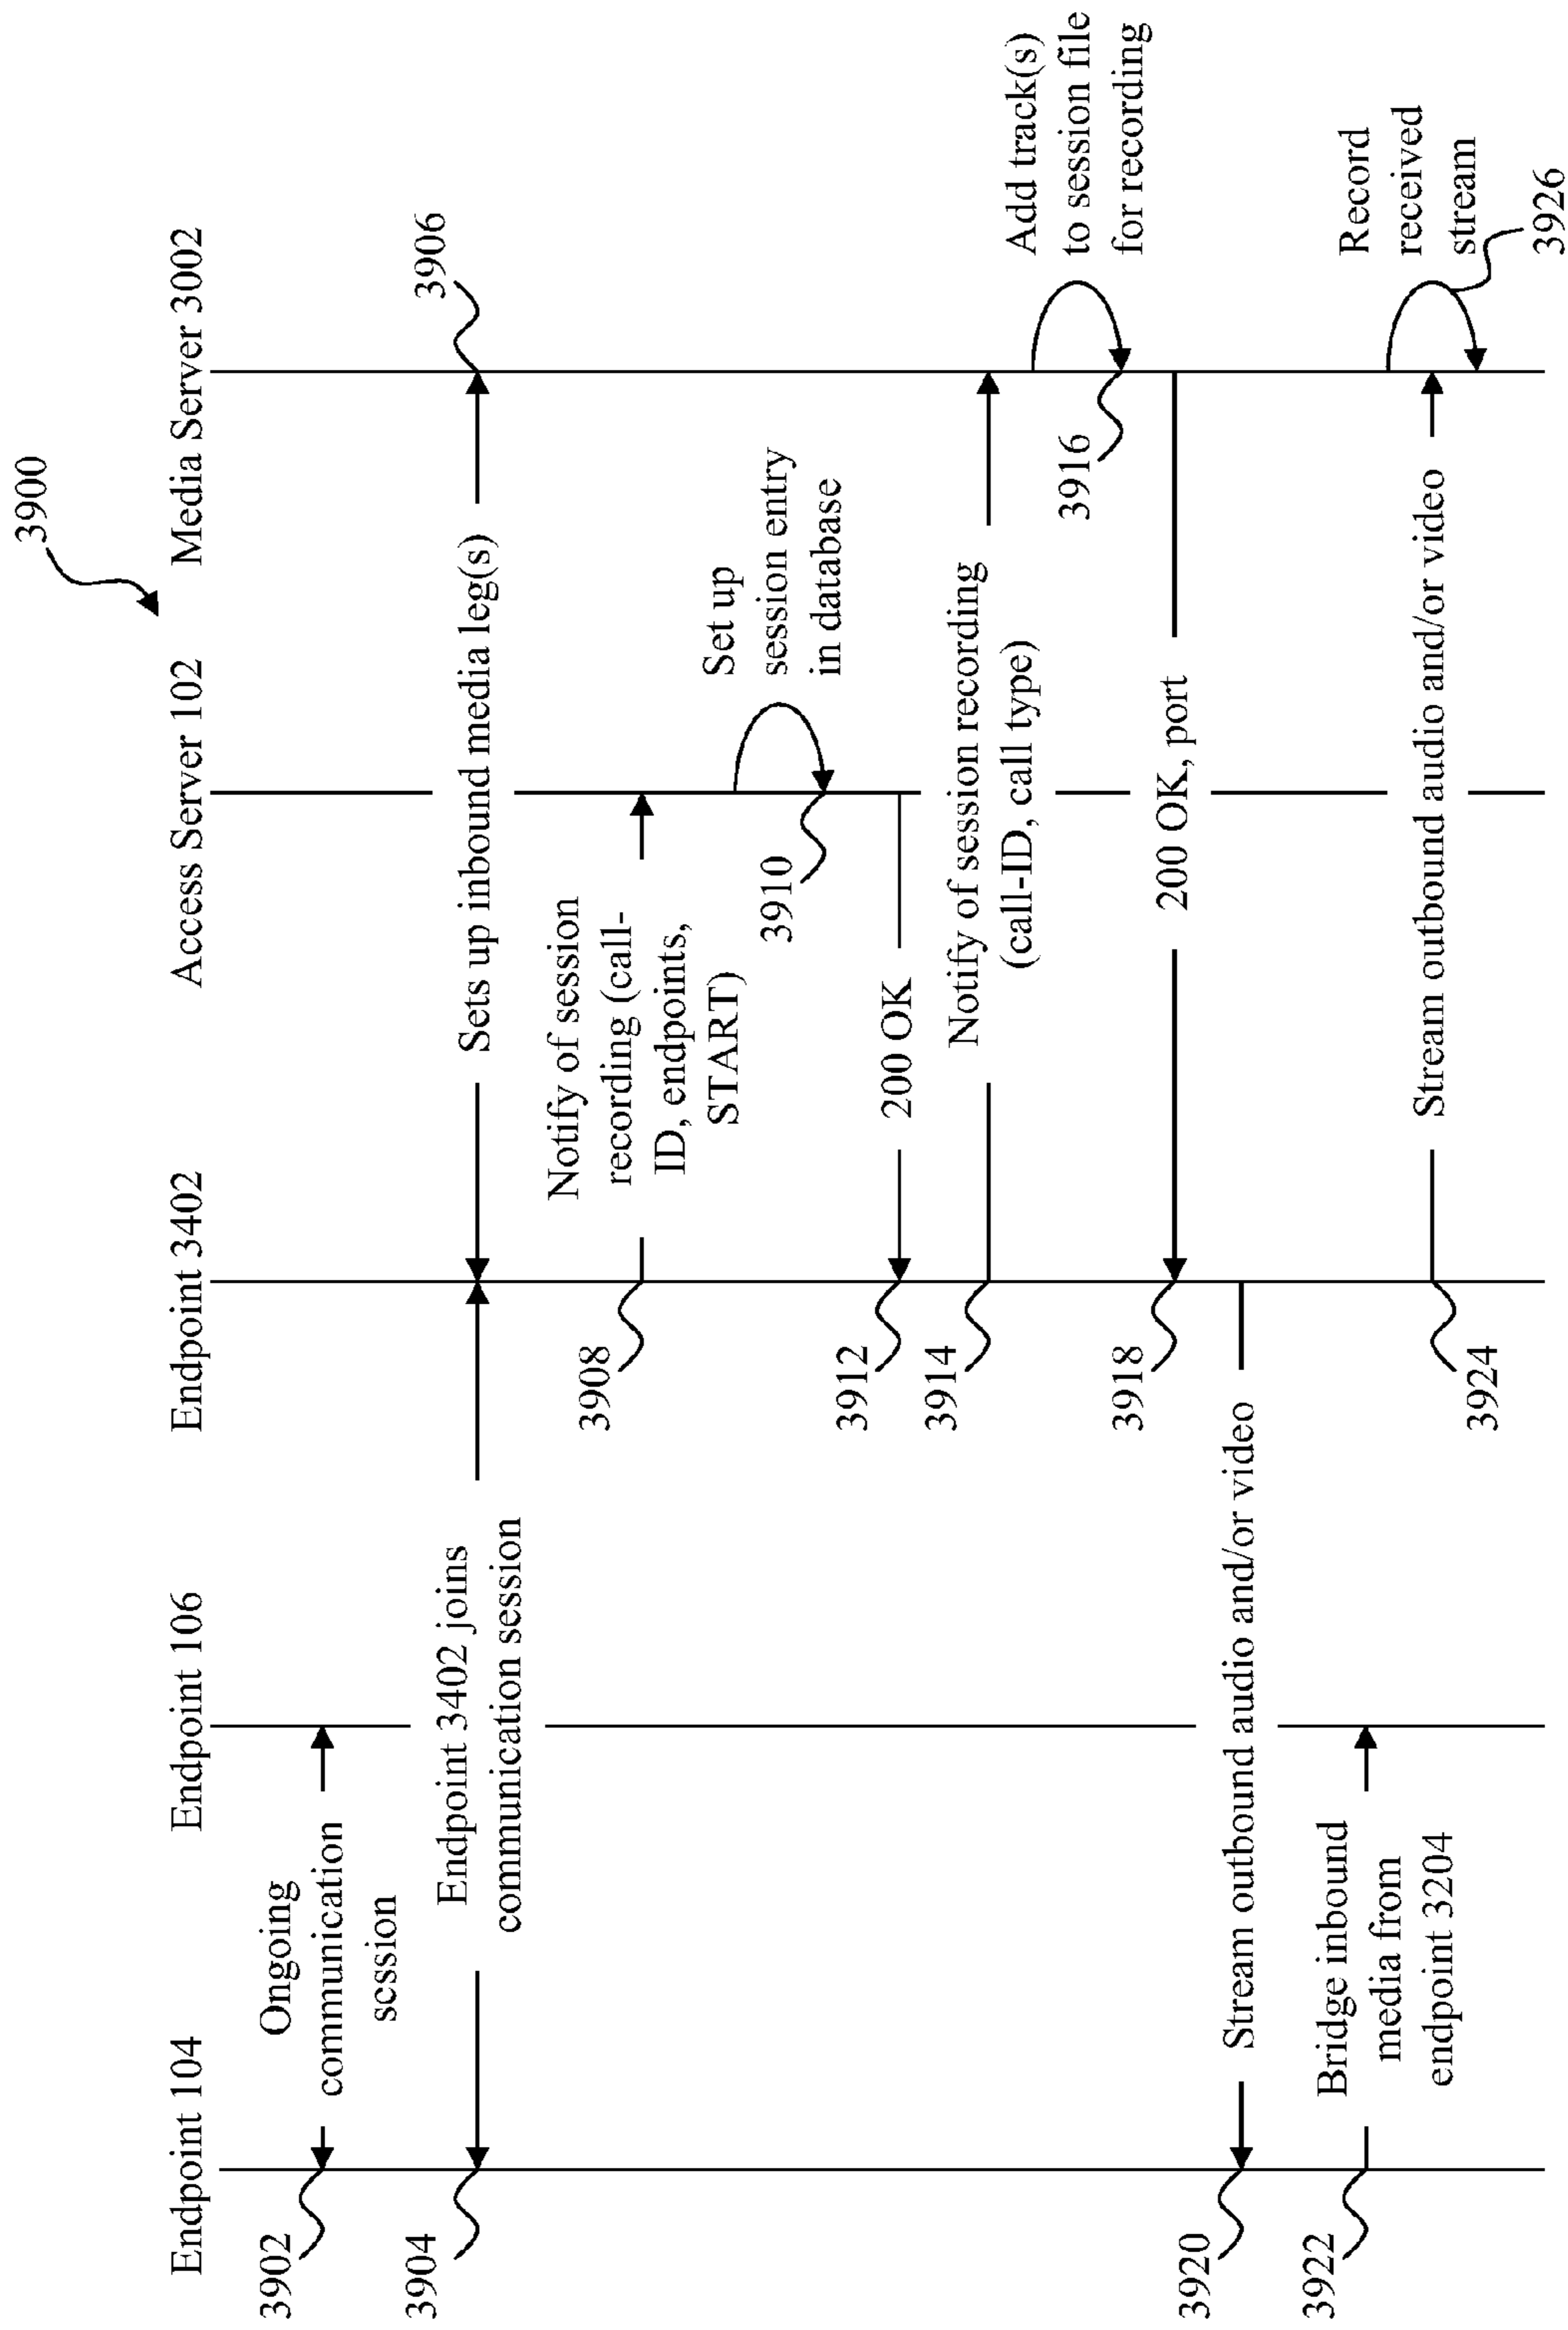 3900
Endpoint 104
Endpoint 106
Endpoint 3402
Access Server 102
Media Server 3002
3902
Ongoing
communication
session
3904
Endpoint 3402 joins
communication session
Sets up inbound media leg(s)
3906
3908
Notify of session
recording (call-
ID, endpoints,
START)
3910
Set up
session entry
in database
3912
200 OK
3914
Notify of session recording
(call-ID, call type)
3916
Add track(s)
to session file
for recording
3918
200 OK, port
3920
Stream outbound audio and/or video
3922
Bridge inbound
media from
endpoint 3204
3924
Stream outbound audio and/or video
Record
received
stream
3926